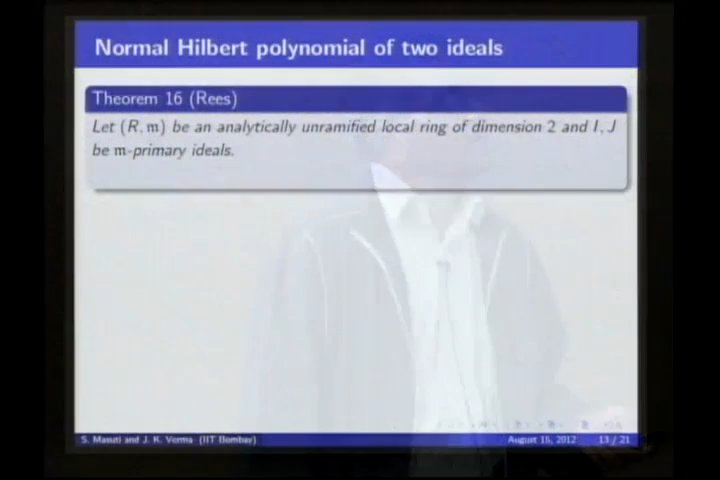 Normal Hilbert polynomial of two ideals
Theorem 16 (Rees)
Let (R, m) be an analytically unramified local ring of dimension 2 and I, J
be m-primary ideals.
S. Masuti and J. K. Verma (IIT Bombay) August 15, 2012 13 / 21